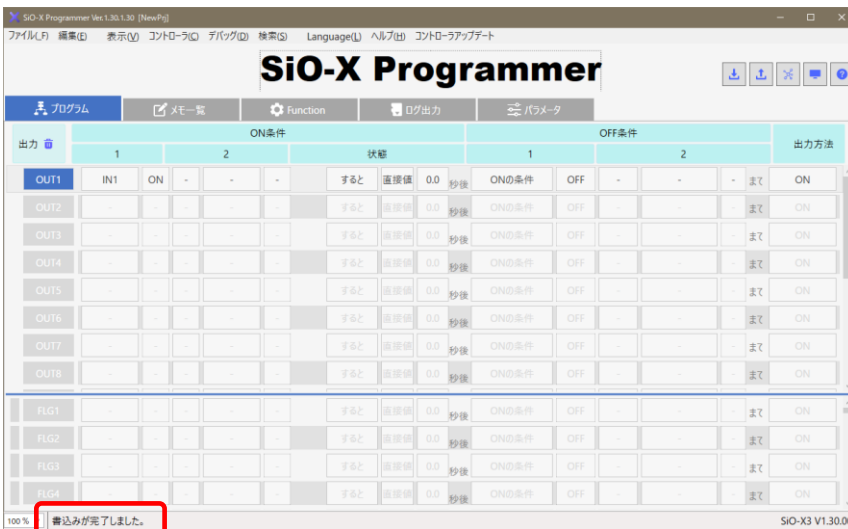 SiO-X Programmer Ver.1.30.1.30 [NewPrj]
ファイル(F) 編集(E) 表示(V) コントローラ(C) デバッグ(D) 検索(S) Language(L) ヘルプ(H) コントローラアップデート
SiO-X Programmer
プログラム メモ一覧 Function ログ出力 パラメータ
出力 ON条件 OFF条件 出力方法
1 2 状態 1 2
OUT1 IN1 ON - - - すると 直接値 0.0 秒後 ONの条件 OFF - - - まで ON
OUT2 - - - - - すると 直接値 0.0 秒後 ONの条件 OFF - - - まで ON
OUT3 - - - - - すると 直接値 0.0 秒後 ONの条件 OFF - - - まで ON
OUT4 - - - - - すると 直接値 0.0 秒後 ONの条件 OFF - - - まで ON
OUT5 - - - - - すると 直接値 0.0 秒後 ONの条件 OFF - - - まで ON
OUT6 - - - - - すると 直接値 0.0 秒後 ONの条件 OFF - - - まで ON
OUT7 - - - - - すると 直接値 0.0 秒後 ONの条件 OFF - - - まで ON
OUT8 - - - - - すると 直接値 0.0 秒後 ONの条件 OFF - - - まで ON
FLG1 - - - - - すると 直接値 0.0 秒後 ONの条件 OFF - - - まで ON
FLG2 - - - - - すると 直接値 0.0 秒後 ONの条件 OFF - - - まで ON
FLG3 - - - - - すると 直接値 0.0 秒後 ONの条件 OFF - - - まで ON
FLG4 - - - - - すると 直接値 0.0 秒後 ONの条件 OFF - - - まで ON
100 % 書込みが完了しました。 SiO-X3 V1.30.0